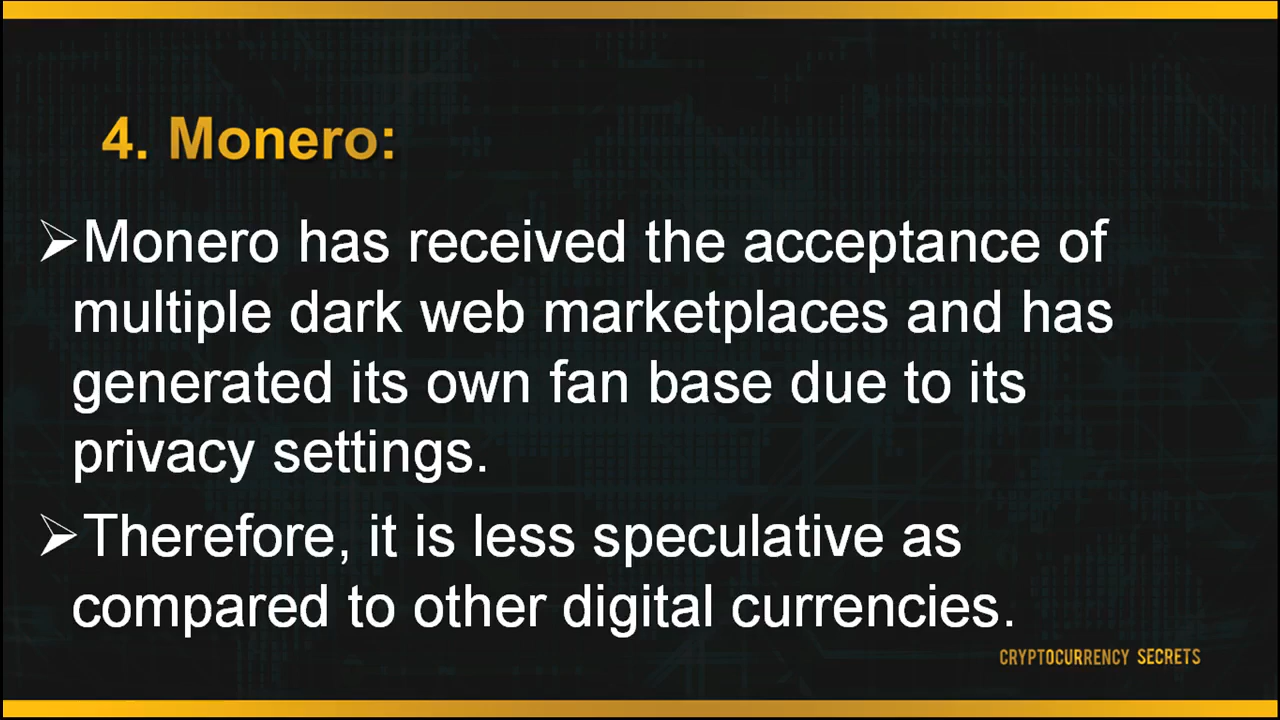 4. Monero:
➢Monero has received the acceptance of
multiple dark web marketplaces and has
generated its own fan base due to its
privacy settings.
➢Therefore, it is less speculative as
compared to other digital currencies.
CRYPTOCURRENCY SECRETS